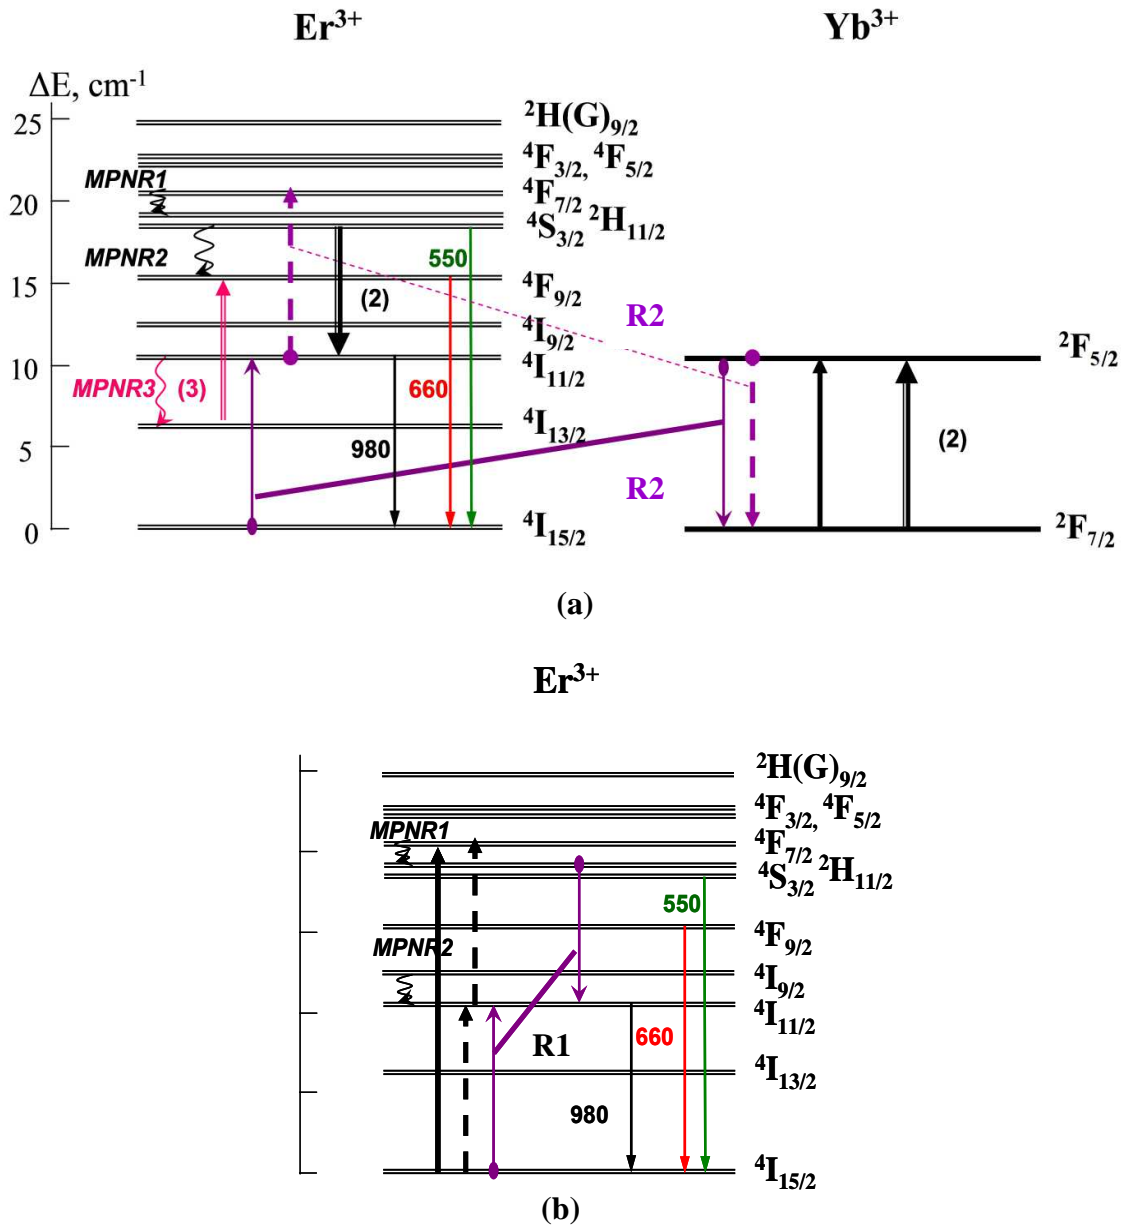 Er³⁺ Yb³⁺
ΔE, cm⁻¹
25 ²H(G)₉/₂
⁴F₃/₂, ⁴F₅/₂
MPNR1
20 ⁴F₇/₂
⁴S₃/₂ ²H₁₁/₂
MPNR2 550
15 ⁴F₉/₂
(2)
R2
⁴I₉/₂
²F₅/₂
10 ⁴I₁₁/₂
MPNR3 (3) 660
⁴I₁₃/₂
5 980 (2)
R2
0 ⁴I₁₅/₂ ²F₇/₂
(a)
Er³⁺
²H(G)₉/₂
⁴F₃/₂, ⁴F₅/₂
MPNR1
⁴F₇/₂
⁴S₃/₂ ²H₁₁/₂
550
⁴F₉/₂
MPNR2
⁴I₉/₂
⁴I₁₁/₂
R1 660
⁴I₁₃/₂
980
⁴I₁₅/₂
(b)